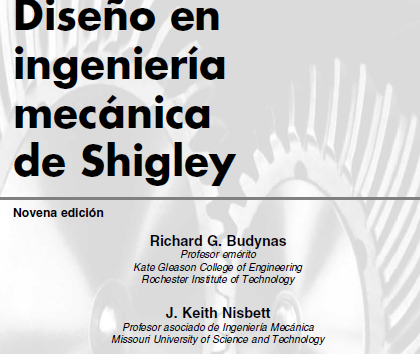 Diseño en
ingeniería
mecánica
de Shigley
Novena edición
Richard G. Budynas
Profesor emérito
Kate Gleason College of Engineering
Rochester Institute of Technology
J. Keith Nisbett
Profesor asociado de Ingeniería Mecánica
Missouri University of Science and Technology